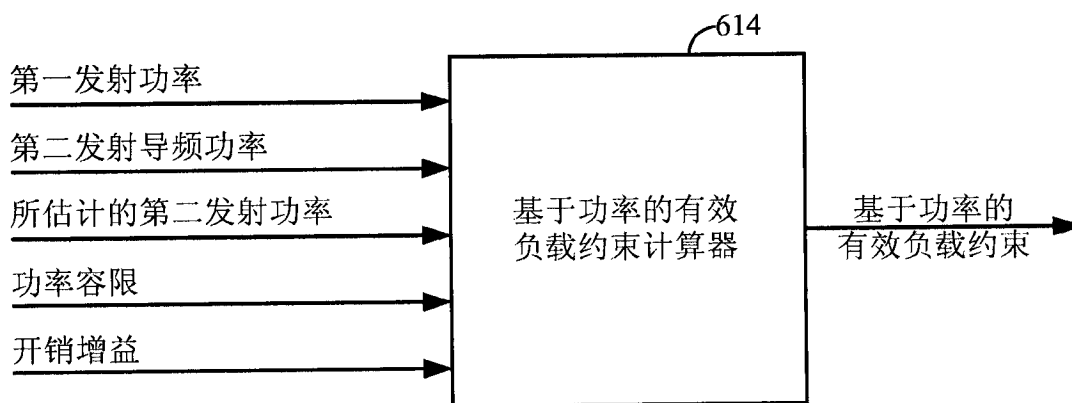 614
第一发射功率
第二发射导频功率
所估计的第二发射功率
功率容限
开销增益
基于功率的有效
负载约束计算器
基于功率的
有效负载约束